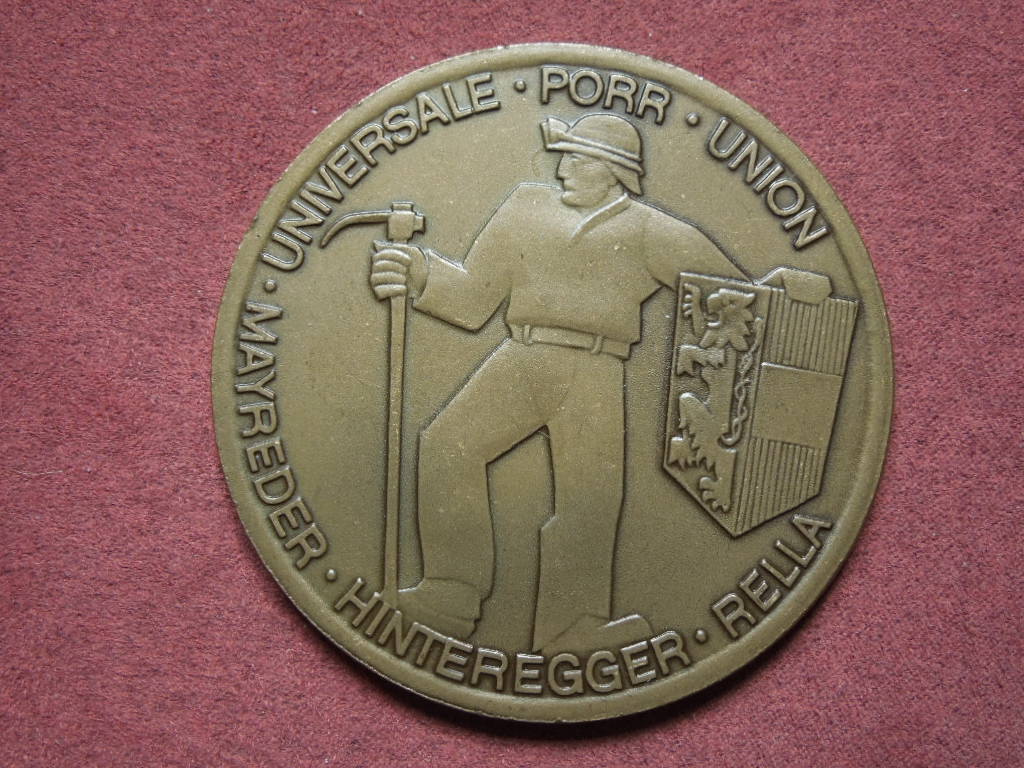 UNIVERSALE · PORR · UNION
RELLA · HINTEREGGER · MAYREDER ·